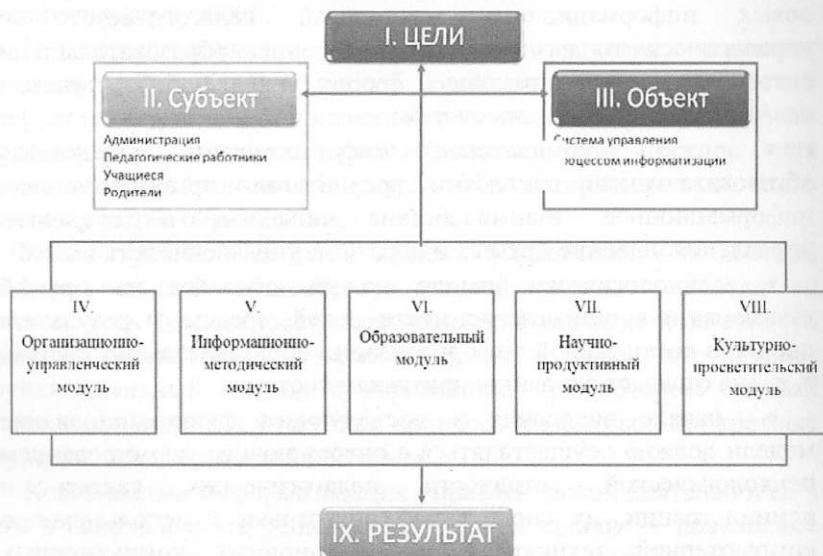 I. ЦЕЛИ
II. Субъект
Администрация
Педагогические работники
Учащиеся
Родители
III. Объект
Система управления
процессом информатизации
IV.
Организационно-
управленческий
модуль
V.
Информационно-
методический
модуль
VI.
Образовательный
модуль
VII.
Научно-
продуктивный
модуль
VIII.
Культурно-
просветительский
модуль
IX. РЕЗУЛЬТАТ